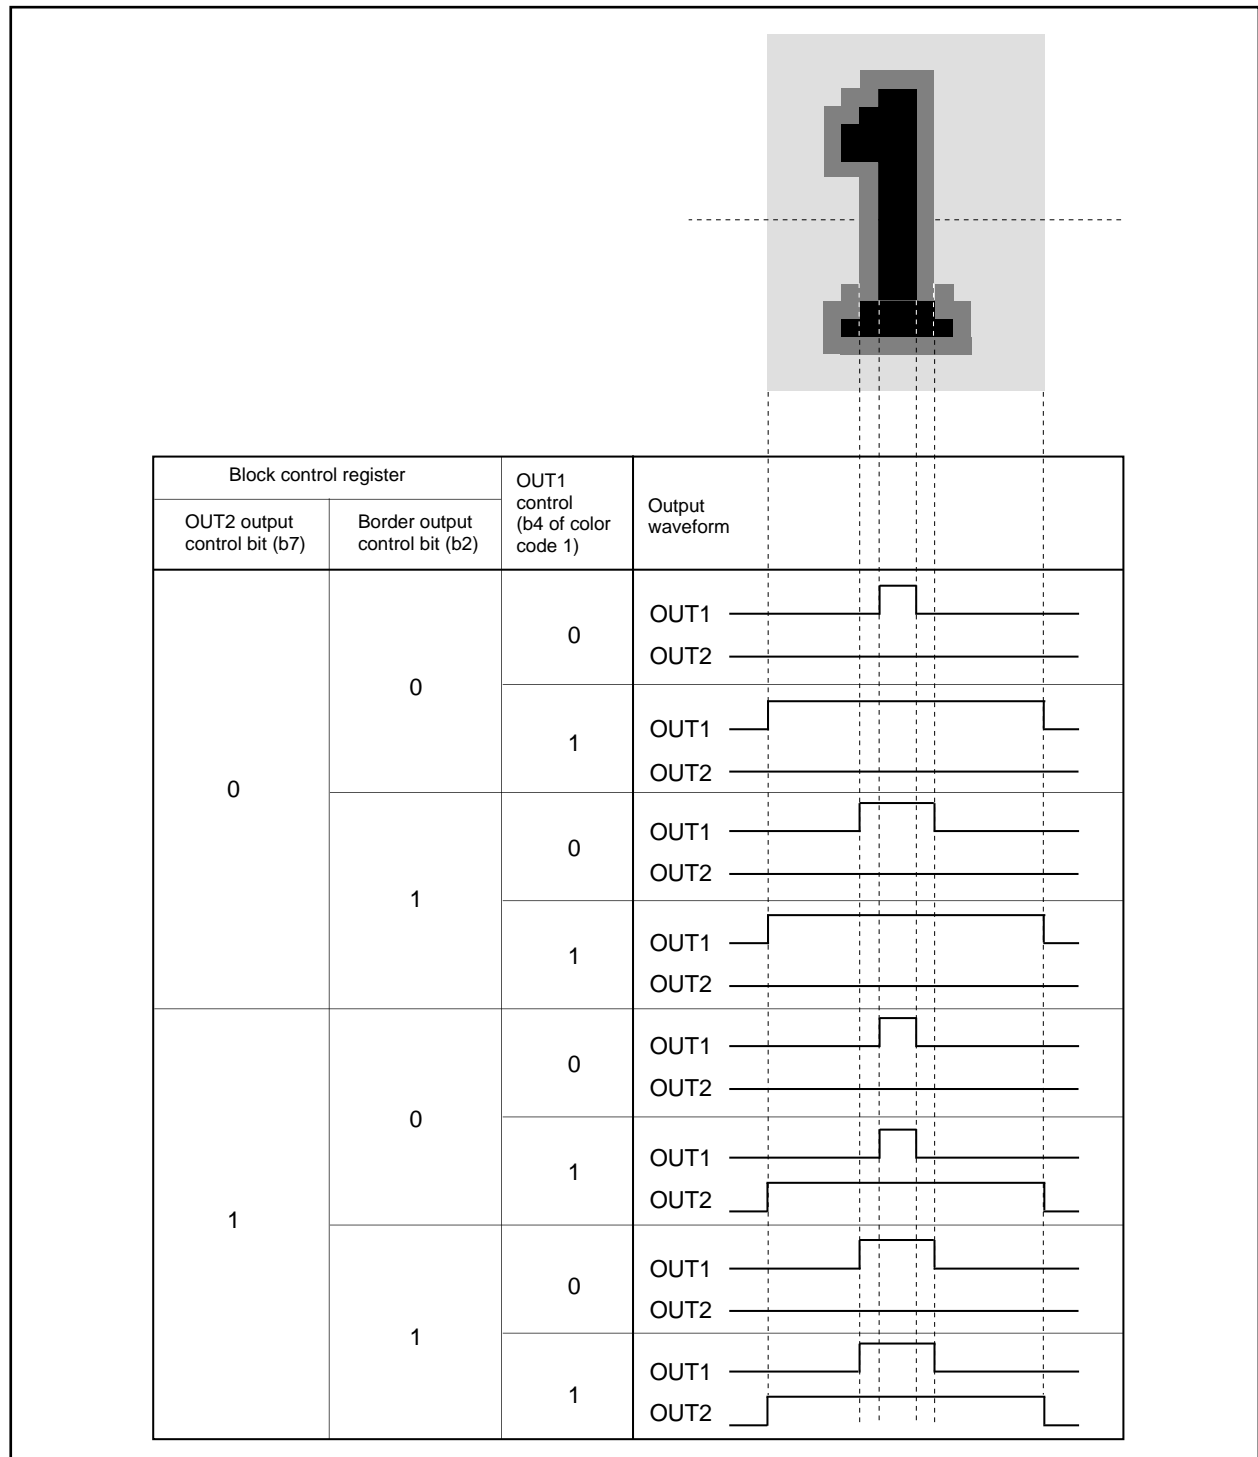 Block control register
OUT2 output
control bit (b7)
Border output
control bit (b2)
OUT1
control
(b4 of color
code 1)
Output
waveform
0
0
0
OUT1
OUT2
1
OUT1
OUT2
1
0
OUT1
OUT2
1
OUT1
OUT2
1
0
0
OUT1
OUT2
1
OUT1
OUT2
1
0
OUT1
OUT2
1
OUT1
OUT2